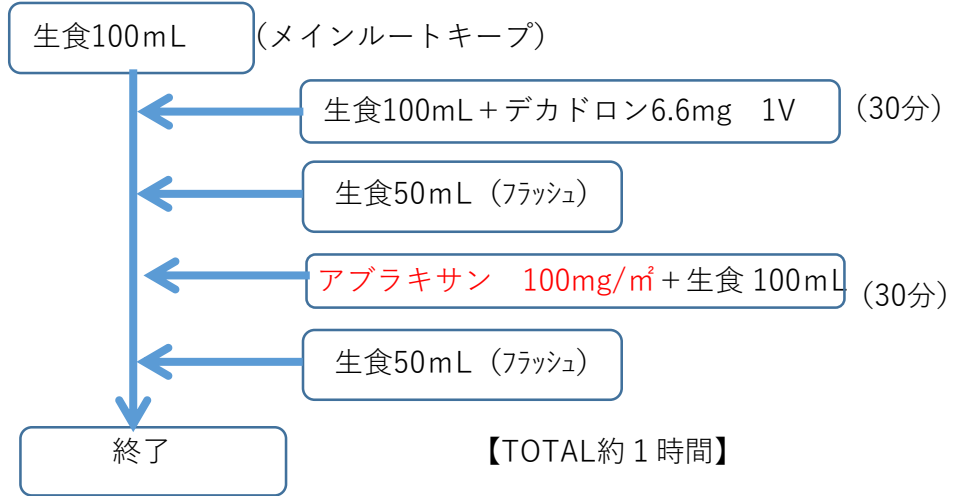 生食100mL (メインルートキープ)
生食100mL+デカドロン6.6mg 1V (30分)
生食50mL (ﾌﾗｯｼｭ)
アブラキサン 100mg/㎡+生食 100mL (30分)
生食50mL (ﾌﾗｯｼｭ)
終了 【TOTAL約1時間】